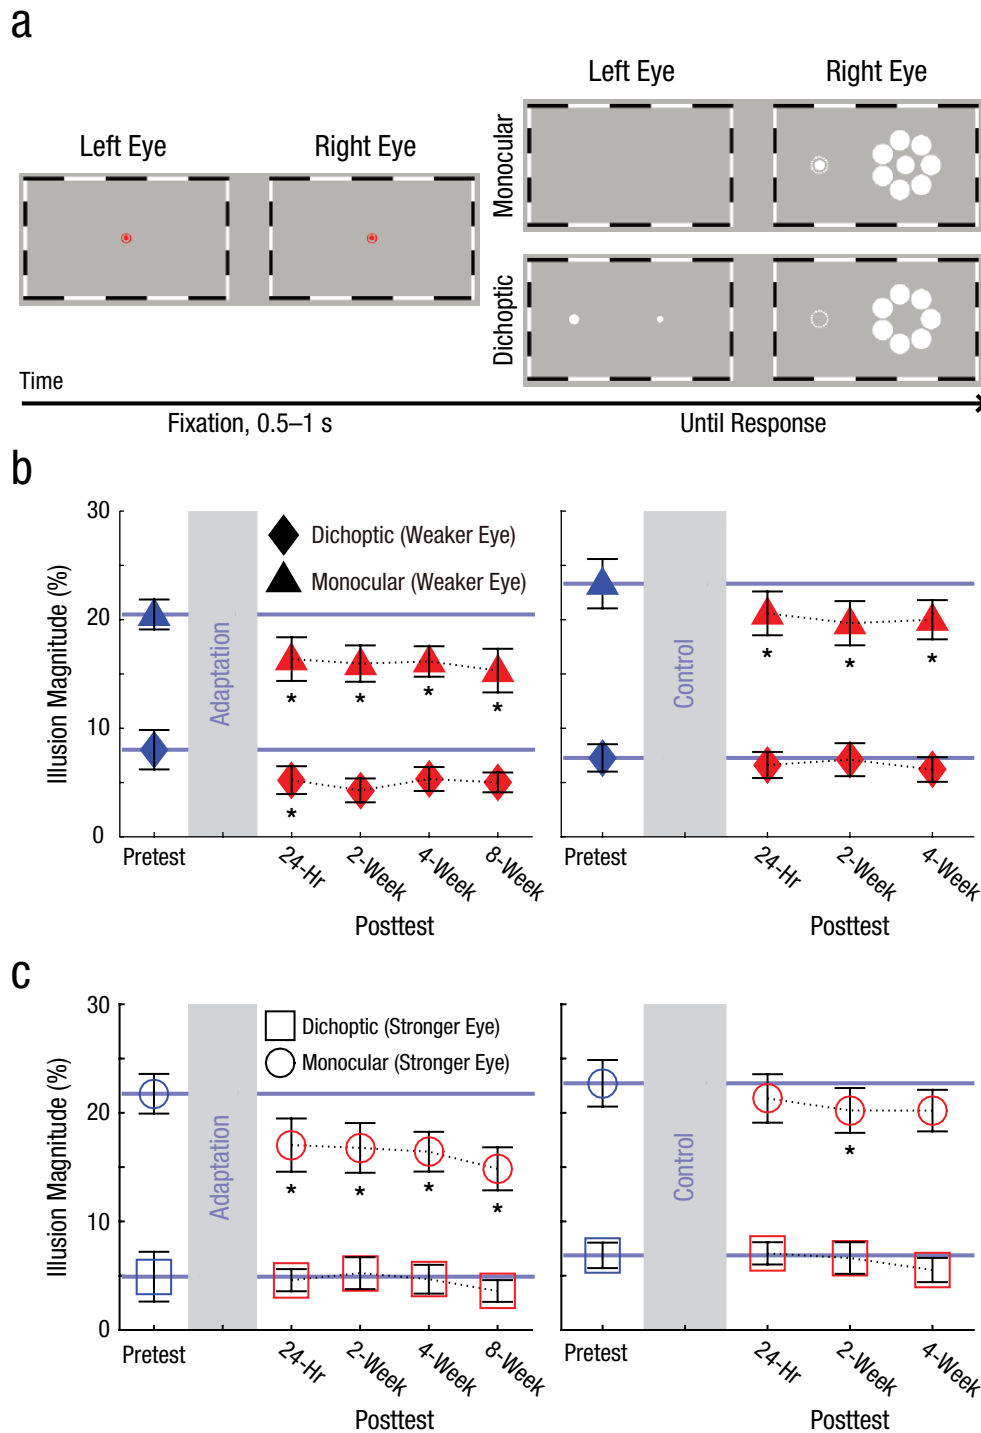 a
Left Eye Right Eye
Left Eye Right Eye
Monocular
Dichoptic
Time
Fixation, 0.5–1 s
Until Response
b
Illusion Magnitude (%)
30
20
10
0
Adaptation
Dichoptic (Weaker Eye)
Monocular (Weaker Eye)
* * * *
*
Pretest
24-Hr
2-Week
4-Week
8-Week
Posttest
Control
* * *
Pretest
24-Hr
2-Week
4-Week
Posttest
c
Illusion Magnitude (%)
30
20
10
0
Adaptation
Dichoptic (Stronger Eye)
Monocular (Stronger Eye)
* * * *
Pretest
24-Hr
2-Week
4-Week
8-Week
Posttest
Control
*
Pretest
24-Hr
2-Week
4-Week
Posttest